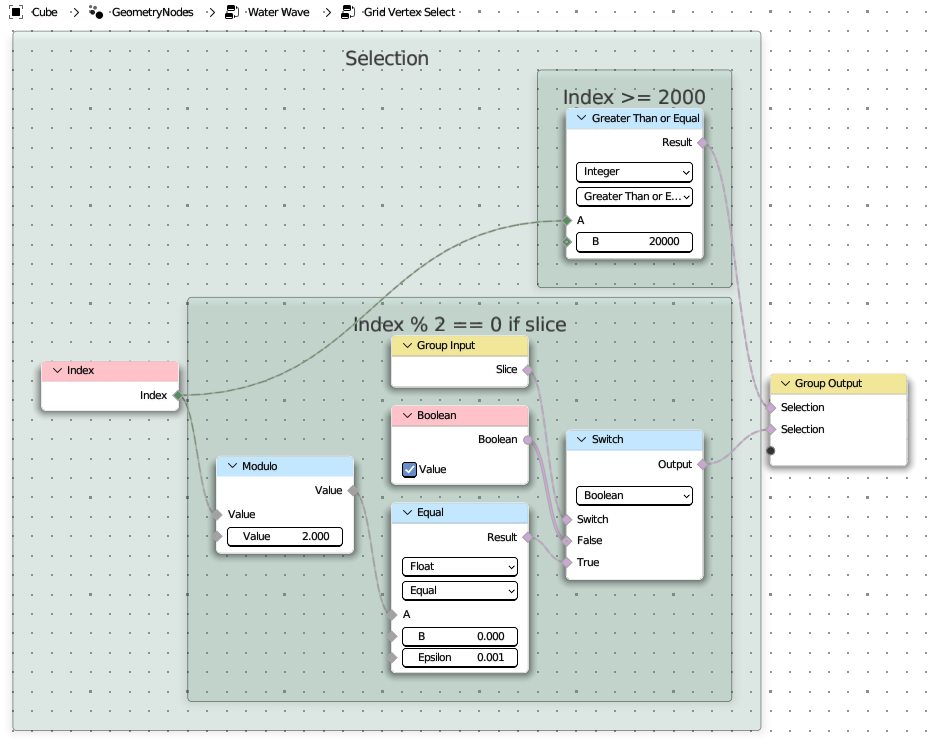 Cube GeometryNodes Water Wave Grid Vertex Select
Selection
Index >= 2000
Greater Than or Equal
Result
Integer
Greater Than or E...
A
B 20000
Index % 2 == 0 if slice
Group Input
Slice
Index
Index
Boolean
Boolean
Value
Modulo
Value
Value
Value 2.000
Equal
Result
Float
Equal
A
B 0.000
Epsilon 0.001
Switch
Output
Boolean
Switch
False
True
Group Output
Selection
Selection